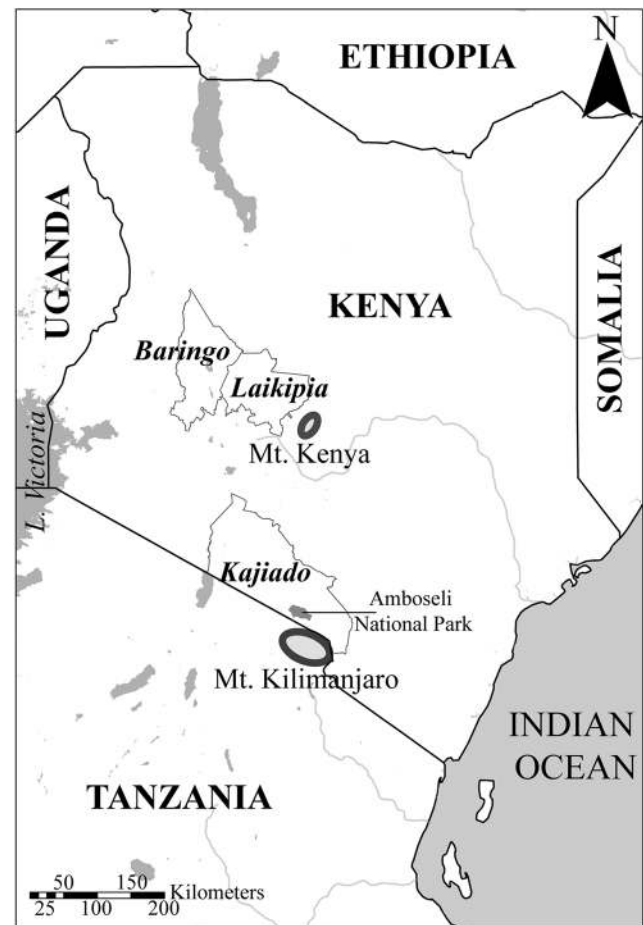 ETHIOPIA
N
UGANDA
KENYA
SOMALIA
Baringo
Laikipia
Mt. Kenya
L. Victoria
Kajiado
Amboseli
National Park
Mt. Kilimanjaro
INDIAN
OCEAN
TANZANIA
50 150
Kilometers
25 100 200